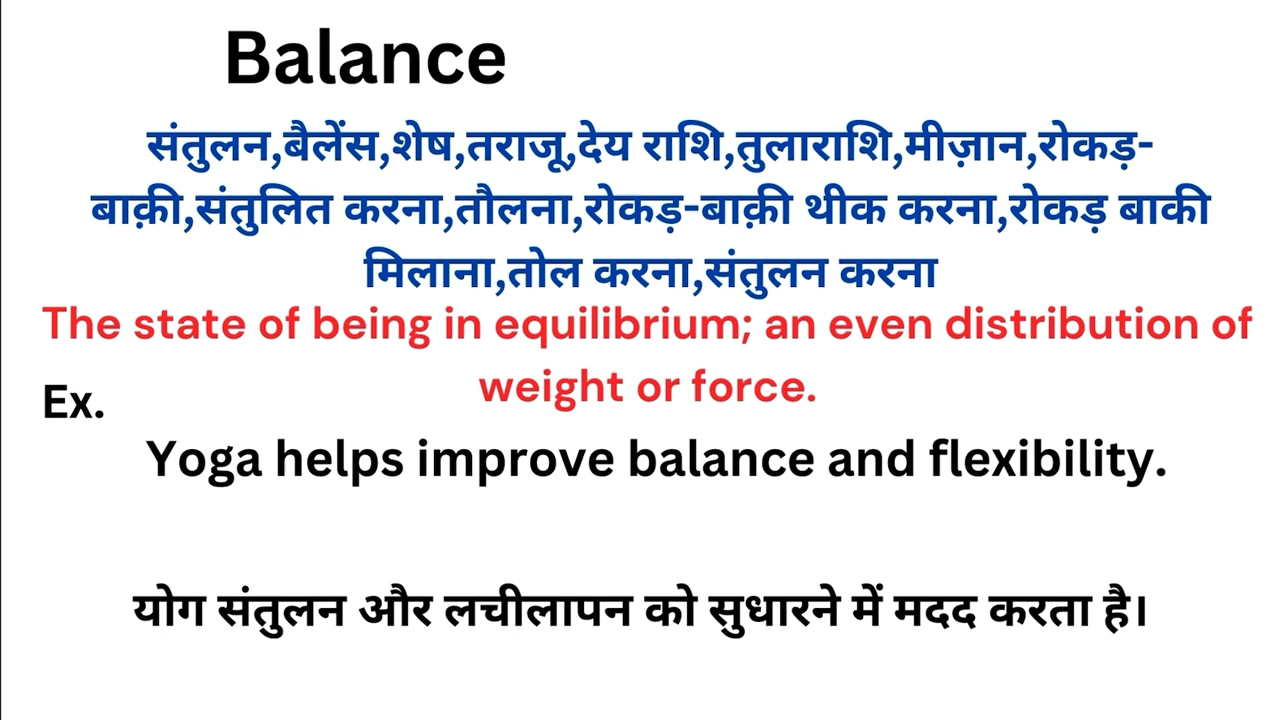 Balance
संतुलन,बैलेंस,शेष,तराजू,देय राशि,तुलाराशि,मीज़ान,रोकड़-
बाक़ी,संतुलित करना,तौलना,रोकड़-बाक़ी थीक करना,रोकड़ बाकी
मिलाना,तोल करना,संतुलन करना
The state of being in equilibrium; an even distribution of
weight or force.
Ex.
Yoga helps improve balance and flexibility.
योग संतुलन और लचीलापन को सुधारने में मदद करता है।